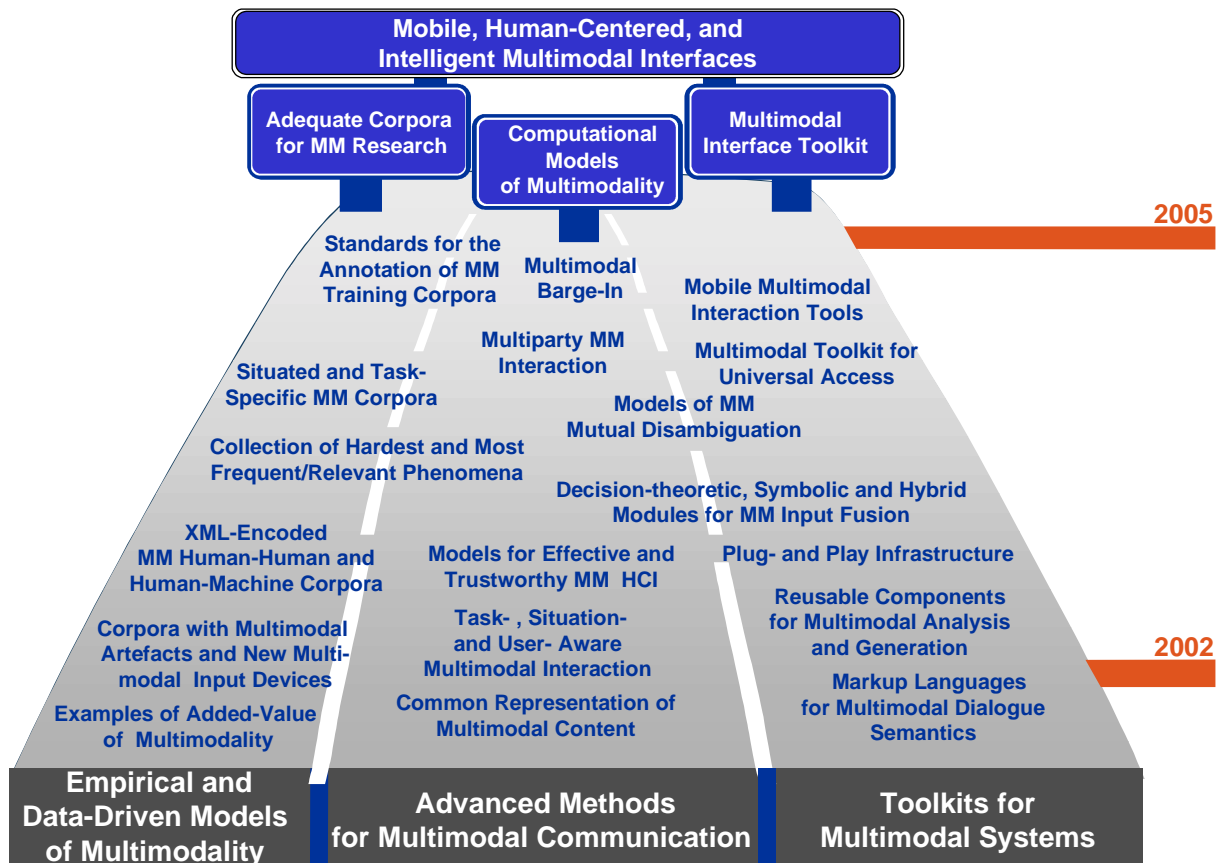 Mobile, Human-Centered, and
Intelligent Multimodal Interfaces
Adequate Corpora
for MM Research
Computational
Models
of Multimodality
Multimodal
Interface Toolkit
2005
Standards for the
Annotation of MM
Training Corpora
Multimodal
Barge-In
Mobile Multimodal
Interaction Tools
Multiparty MM
Interaction
Multimodal Toolkit for
Universal Access
Situated and Task-
Specific MM Corpora
Models of MM
Mutual Disambiguation
Collection of Hardest and Most
Frequent/Relevant Phenomena
Decision-theoretic, Symbolic and Hybrid
Modules for MM Input Fusion
XML-Encoded
MM Human-Human and
Human-Machine Corpora
Models for Effective and
Trustworthy MM HCI
Plug- and Play Infrastructure
Corpora with Multimodal
Artefacts and New Multi-
modal Input Devices
Task- , Situation-
and User- Aware
Multimodal Interaction
Reusable Components
for Multimodal Analysis
and Generation
2002
Examples of Added-Value
of Multimodality
Common Representation of
Multimodal Content
Markup Languages
for Multimodal Dialogue
Semantics
Empirical and
Data-Driven Models
of Multimodality
Advanced Methods
for Multimodal Communication
Toolkits for
Multimodal Systems